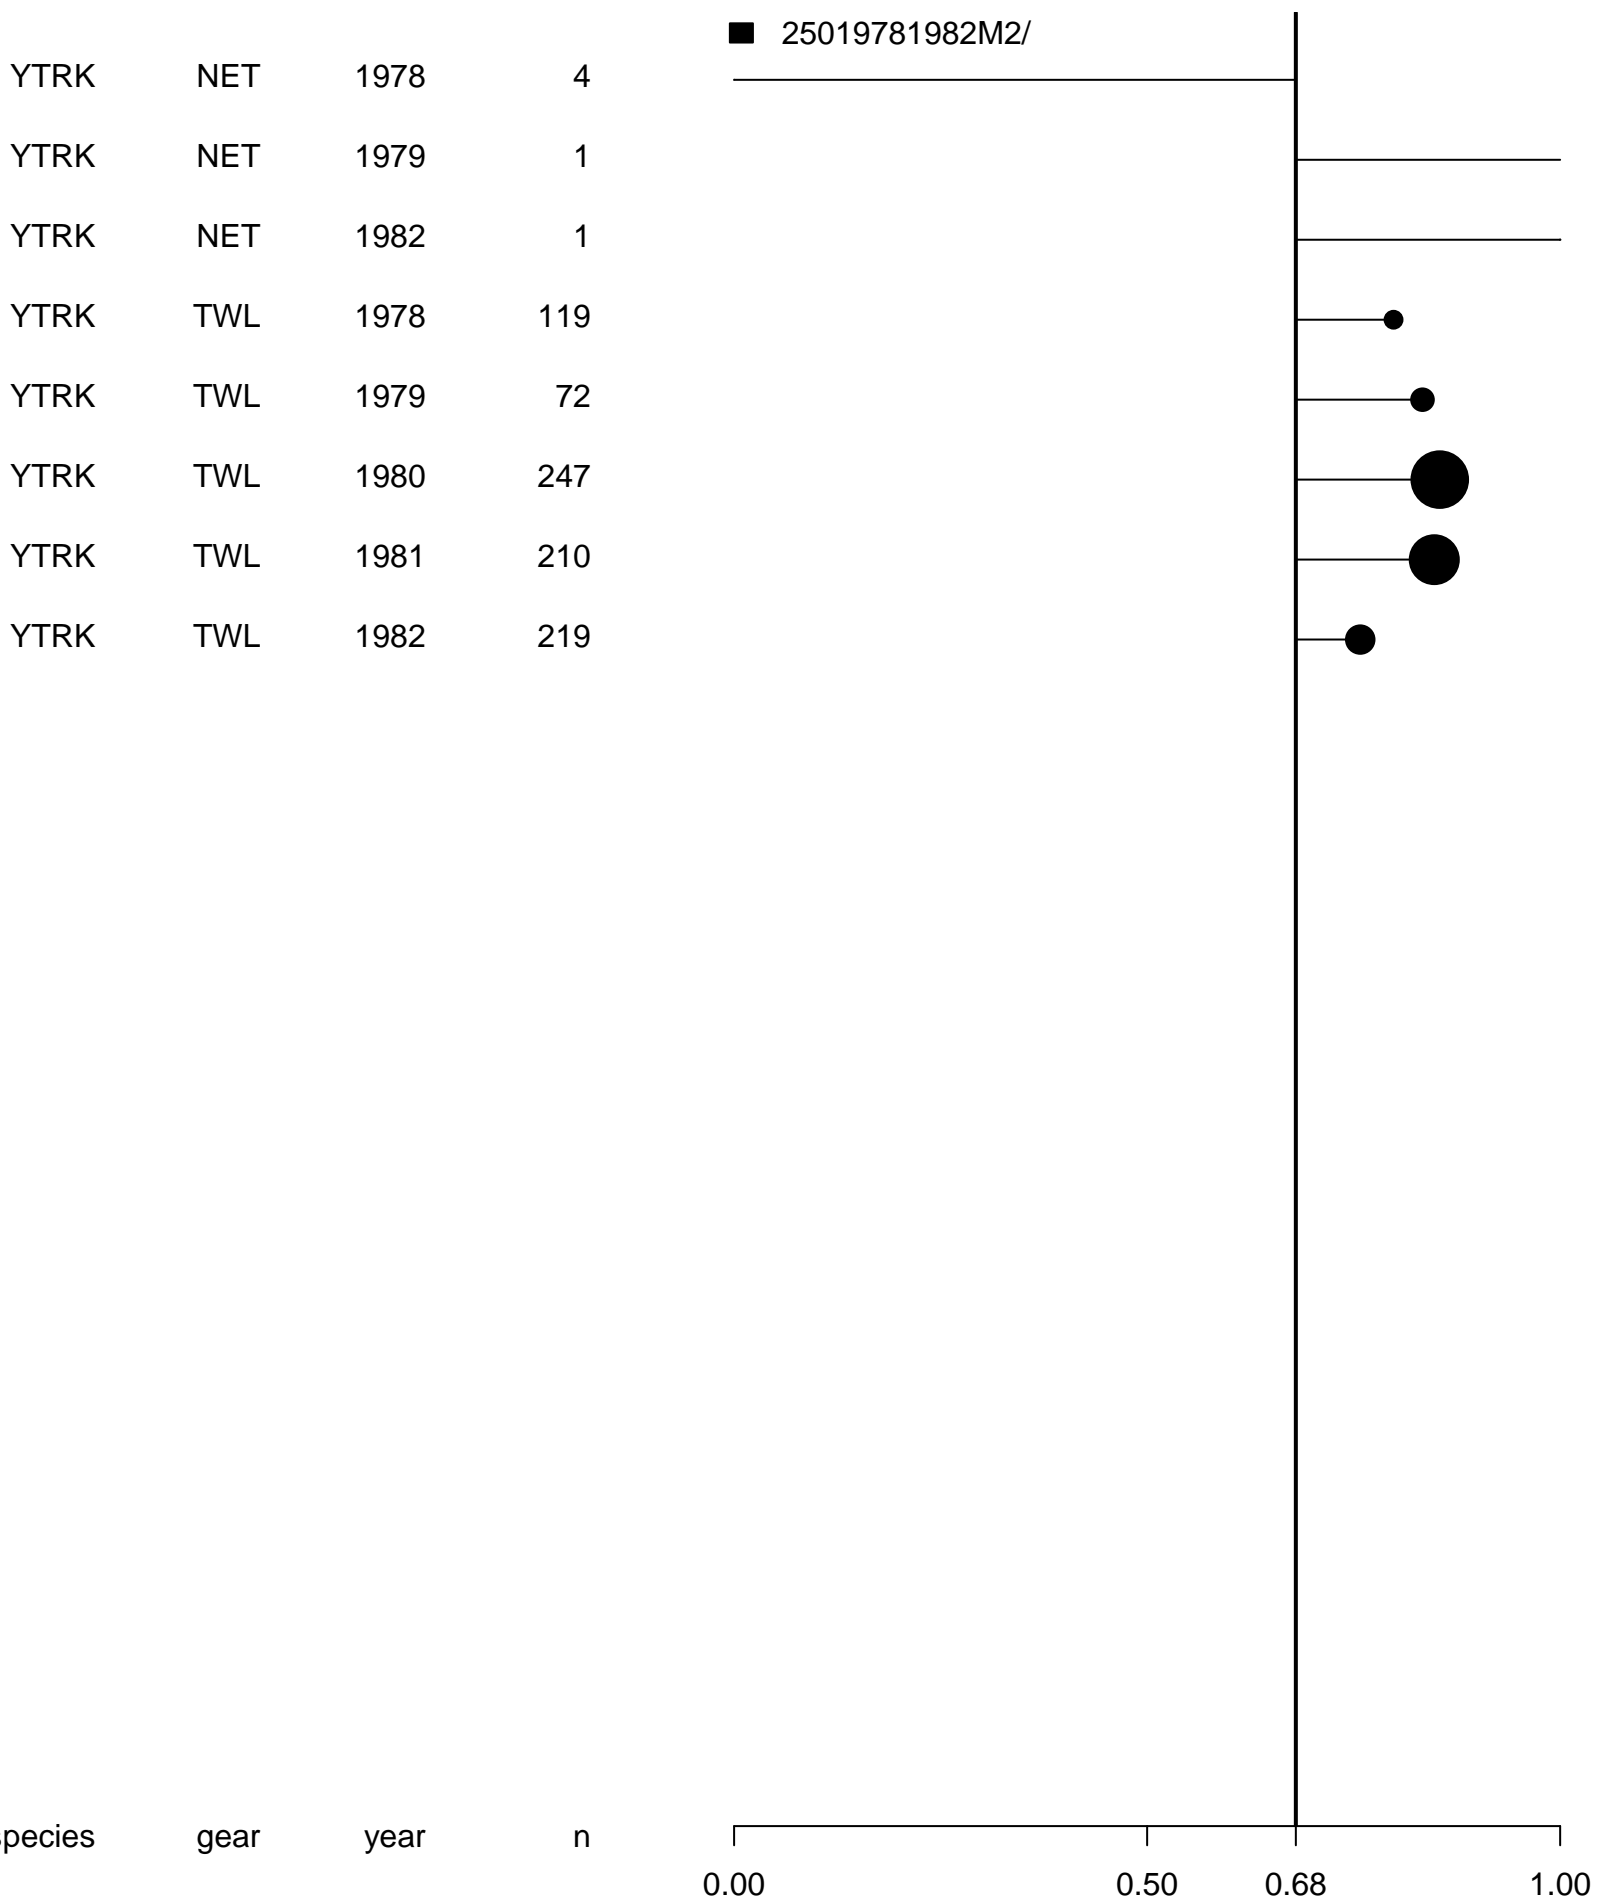 25019781982M2/
YTRK NET 1978 4
YTRK NET 1979 1
YTRK NET 1982 1
YTRK TWL 1978 119
YTRK TWL 1979 72
YTRK TWL 1980 247
YTRK TWL 1981 210
YTRK TWL 1982 219
species gear year n
0.00 0.50 0.68 1.00